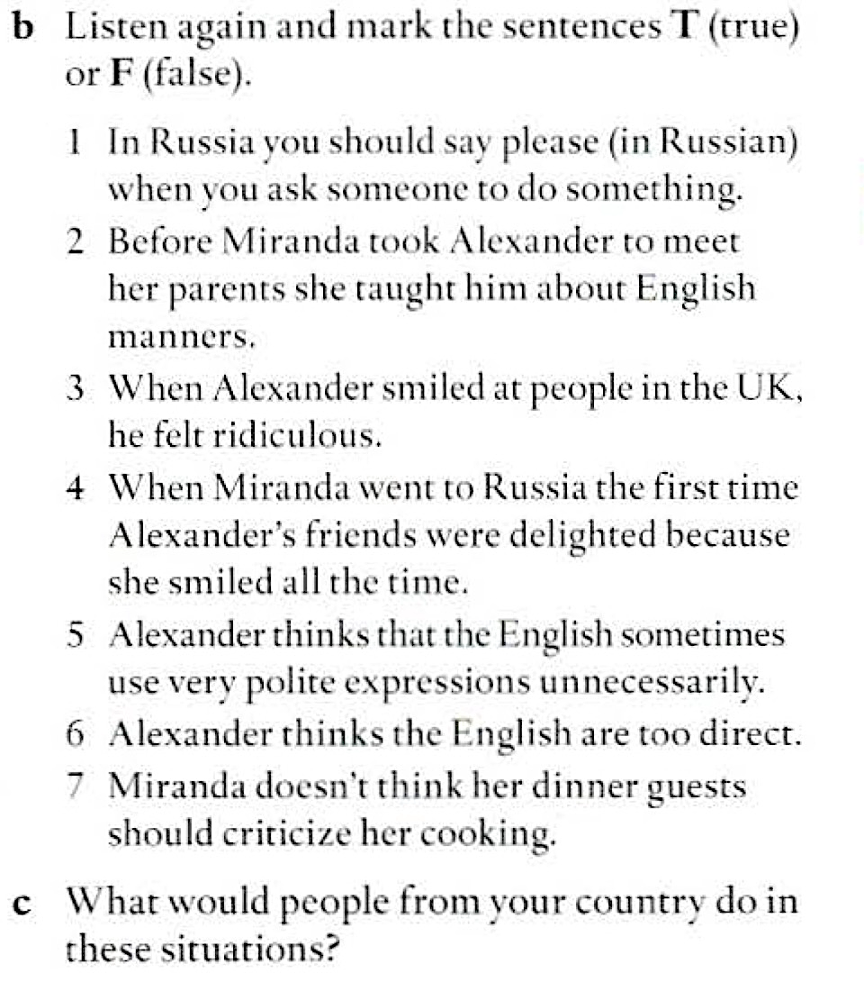 b Listen again and mark the sentences T (true)
or F (false).
1 In Russia you should say please (in Russian)
when you ask someone to do something.
2 Before Miranda took Alexander to meet
her parents she taught him about English
manners.
3 When Alexander smiled at people in the UK,
he felt ridiculous.
4 When Miranda went to Russia the first time
Alexander's friends were delighted because
she smiled all the time.
5 Alexander thinks that the English sometimes
use very polite expressions unnecessarily.
6 Alexander thinks the English are too direct.
7 Miranda doesn't think her dinner guests
should criticize her cooking.
c What would people from your country do in
these situations?